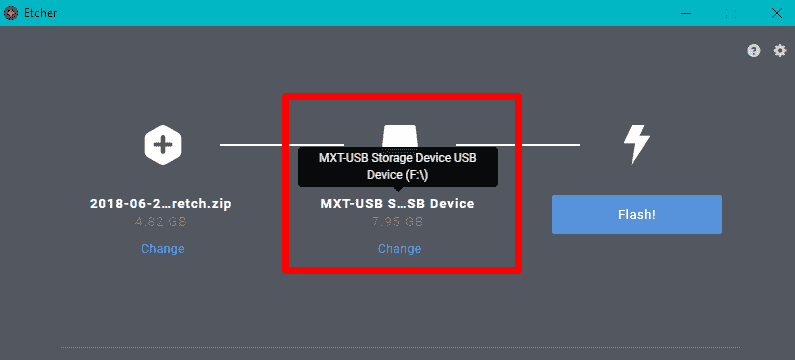 Etcher
MXT-USB Storage Device USB
Device (F:\)
2018-06-2...retch.zip
MXT-USB S...SB Device
4.82 GB
7.95 GB
Flash!
Change
Change